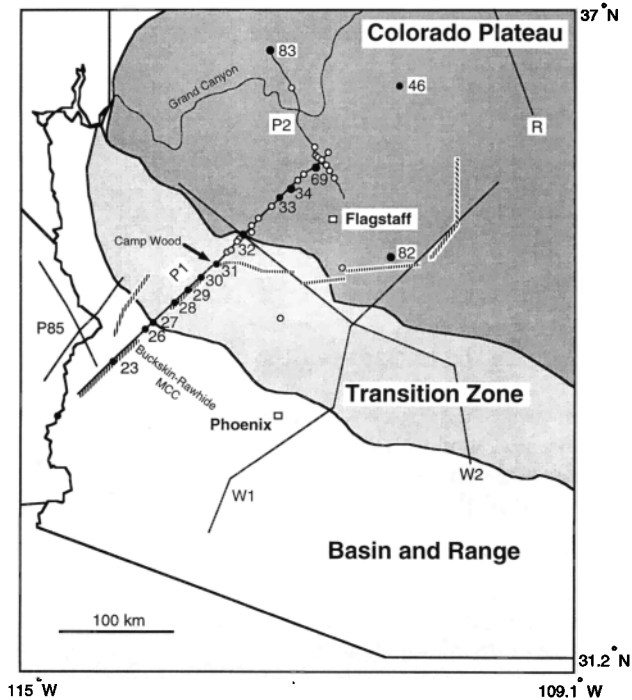 37°N
Colorado Plateau
83
46
Grand Canyon
P2
R
69
34
33
Flagstaff
Camp Wood
32
82
31
P1
30
29
28
P85
27
26
23
Buckskin-Rawhide
MCC
Transition Zone
Phoenix
W1
W2
Basin and Range
100 km
31.2°N
115°W
109.1°W